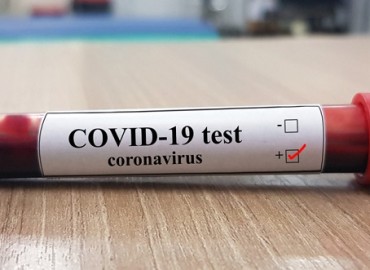 COVID-19 test
coronavirus
- ☐
+ ☑